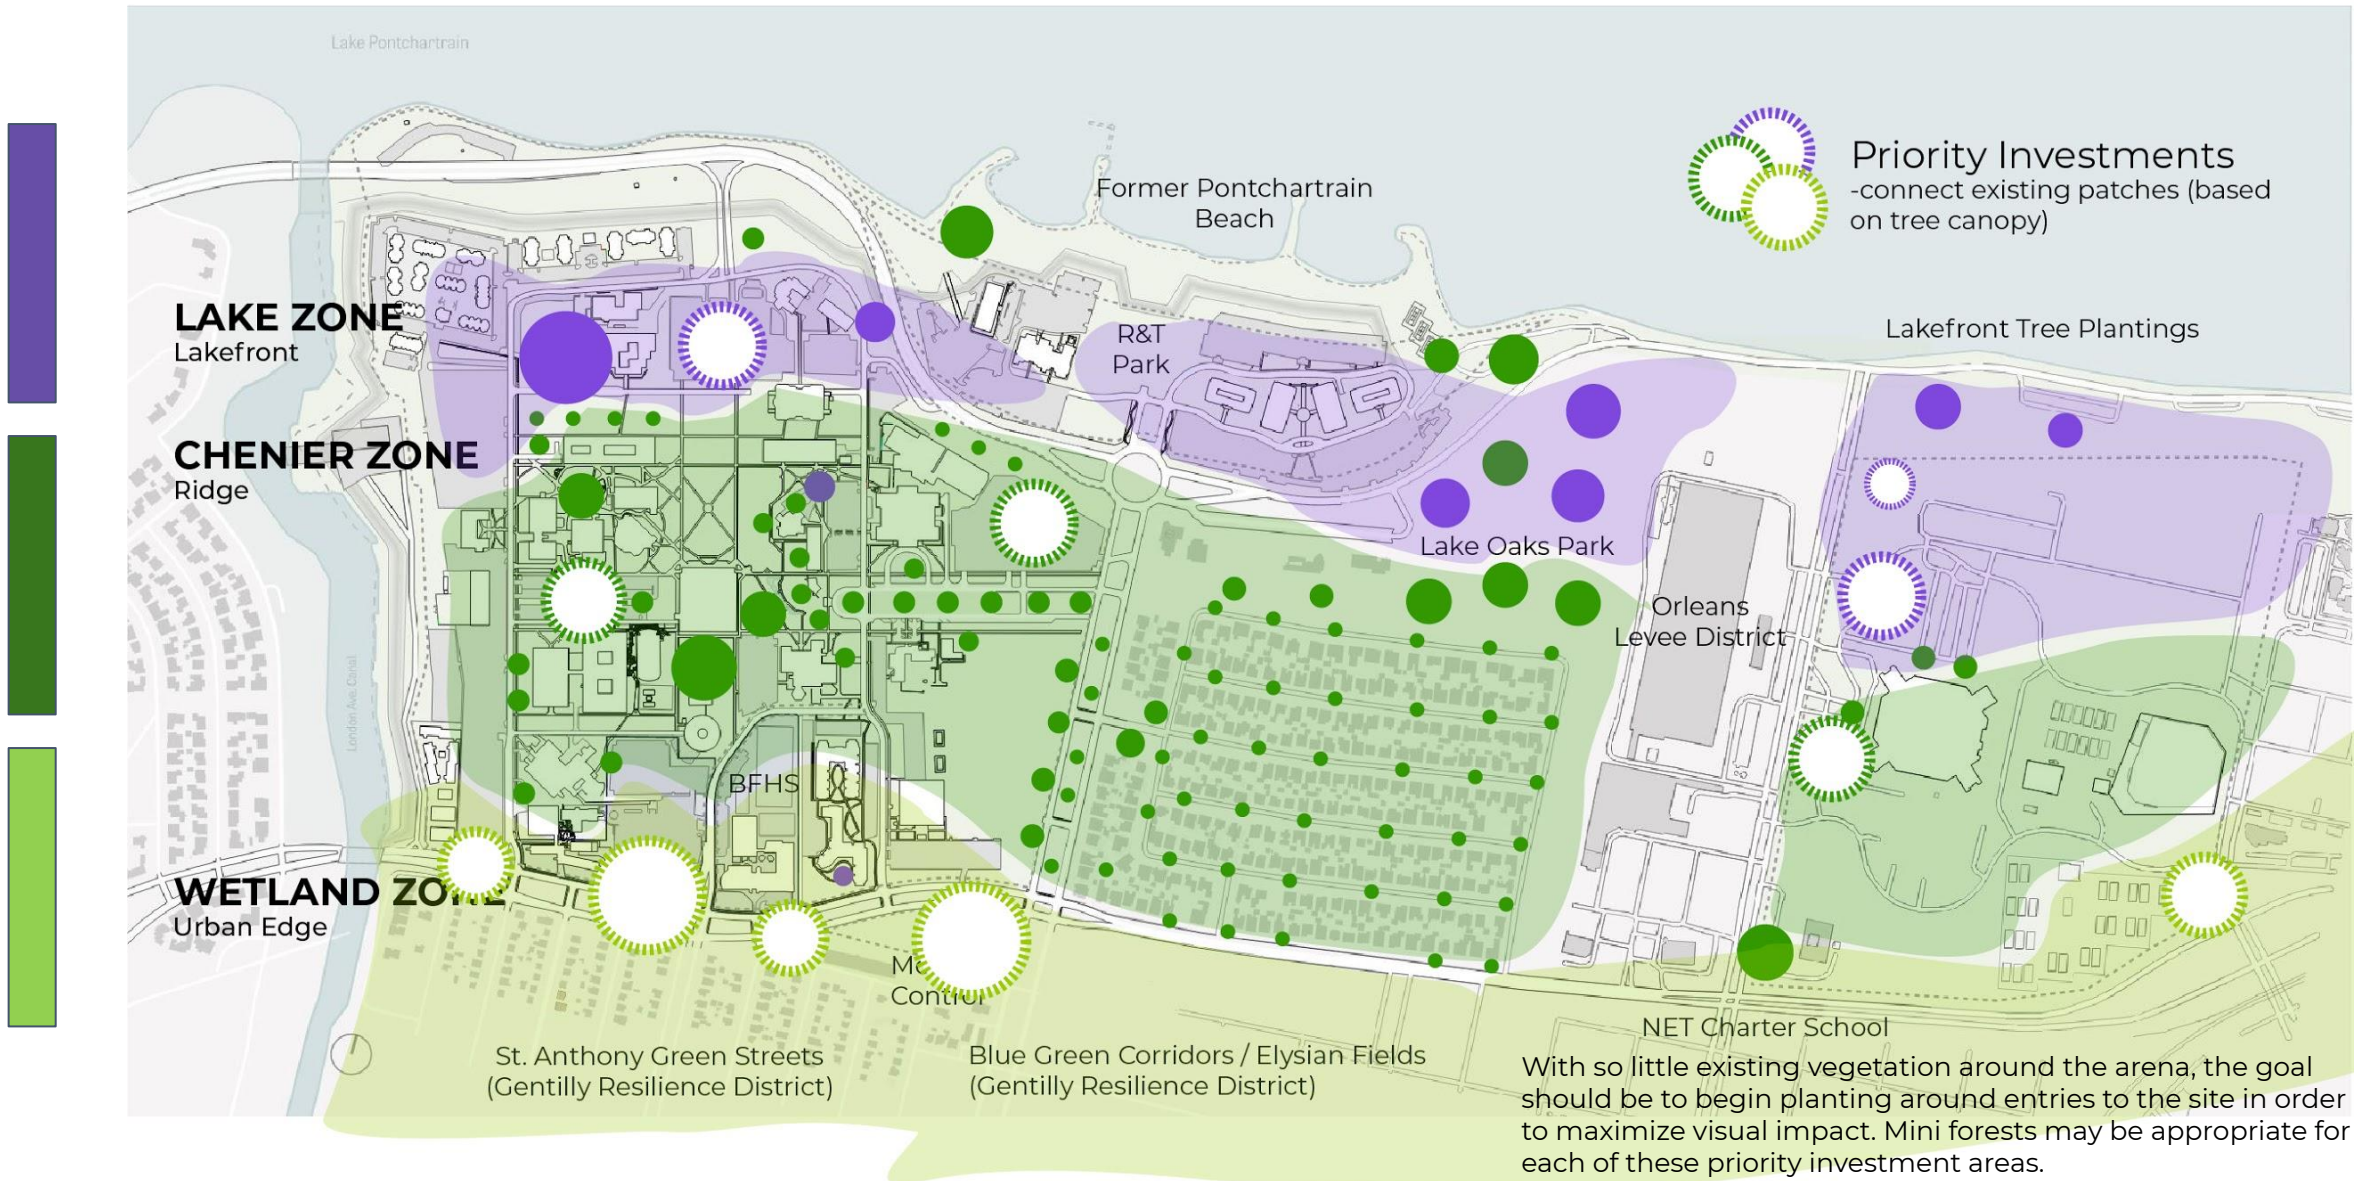 Lake Pontchartrain
Priority Investments
-connect existing patches (based
on tree canopy)
Former Pontchartrain
Beach
LAKE ZONE
Lakefront
R&T
Park
Lakefront Tree Plantings
CHENIER ZONE
Ridge
Lake Oaks Park
Orleans
Levee District
London Ave. Canal
BFHS
WETLAND
Urban Edge
Control
St. Anthony Green Streets
(Gentilly Resilience District)
Blue Green Corridors / Elysian Fields
(Gentilly Resilience District)
NET Charter School
With so little existing vegetation around the arena, the goal
should be to begin planting around entries to the site in order
to maximize visual impact. Mini forests may be appropriate for
each of these priority investment areas.